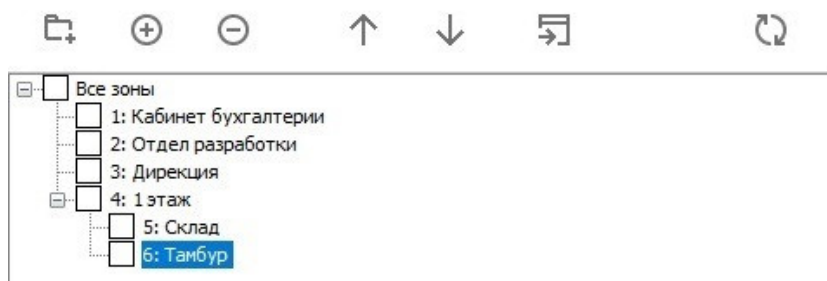 Все зоны
1: Кабинет бухгалтерии
2: Отдел разработки
3: Дирекция
4: 1 этаж
5: Склад
6: Тамбур